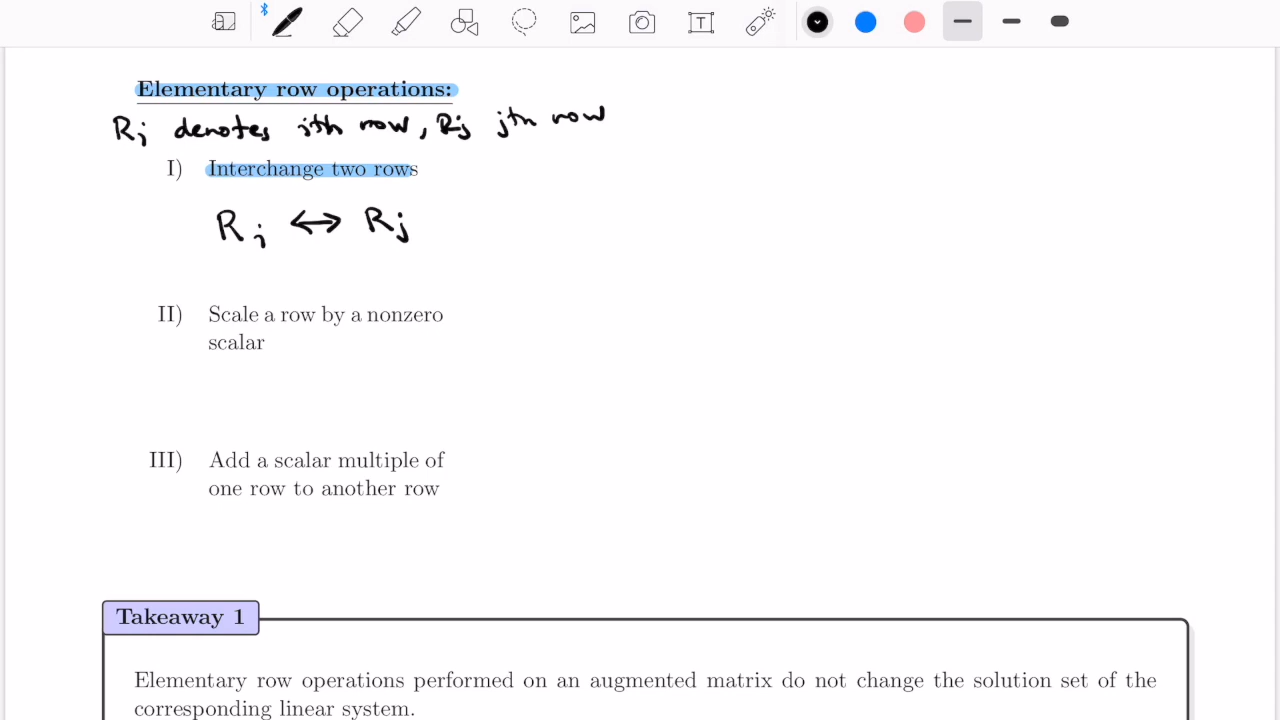 Elementary row operations:
Ri denotes ith row, Rj jth row
I) Interchange two rows
Ri ↔ Rj
II) Scale a row by a nonzero
scalar
III) Add a scalar multiple of
one row to another row
Takeaway 1
Elementary row operations performed on an augmented matrix do not change the solution set of the
corresponding linear system.